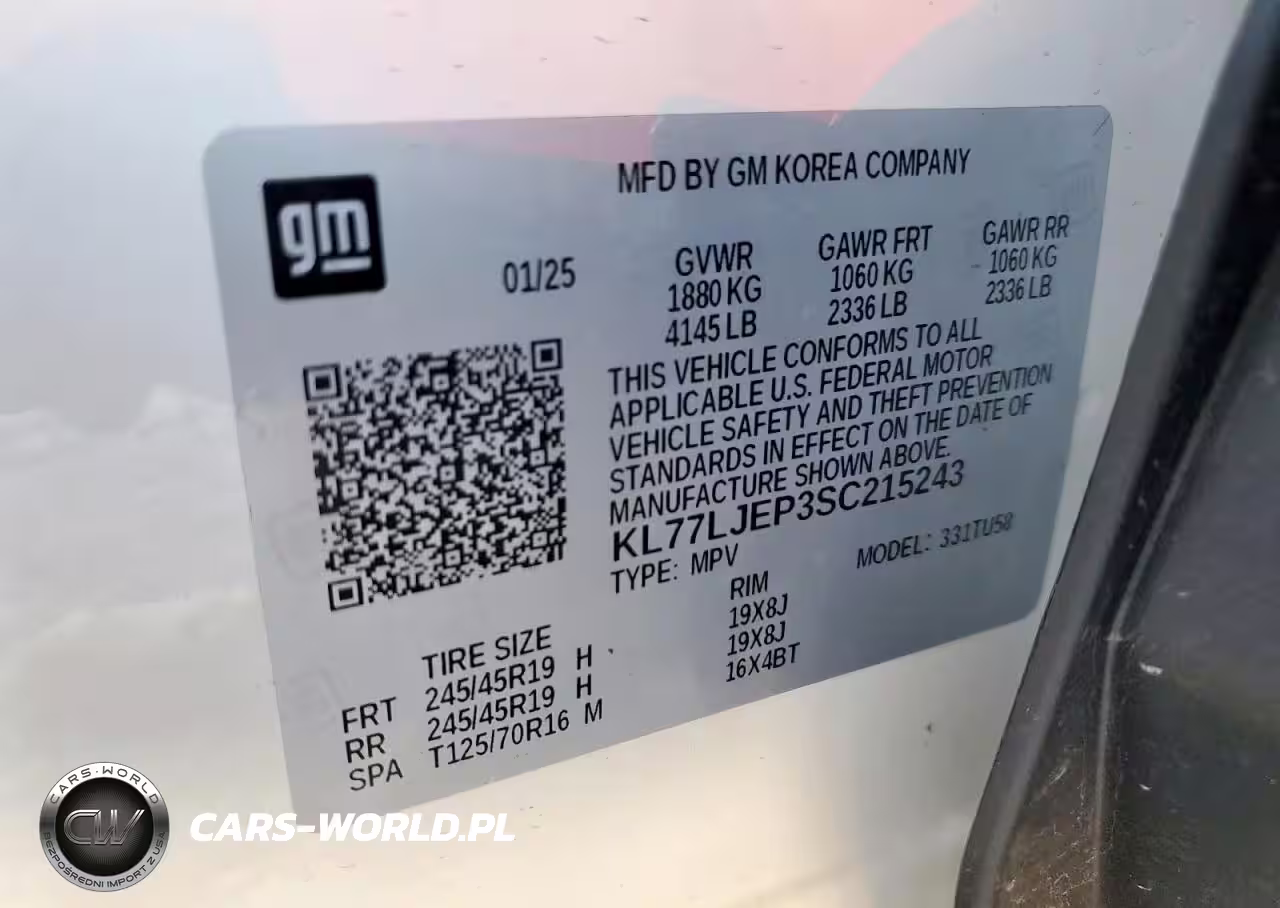 gm
MFD BY GM KOREA COMPANY
01/25
GVWR GAWR FRT GAWR RR
1880 KG 1060 KG 1060 KG
4145 LB 2336 LB 2336 LB
THIS VEHICLE CONFORMS TO ALL
APPLICABLE U.S. FEDERAL MOTOR
VEHICLE SAFETY AND THEFT PREVENTION
STANDARDS IN EFFECT ON THE DATE OF
MANUFACTURE SHOWN ABOVE.
KL77LJEP3SC215243
TYPE: MPV MODEL: 331TU58
TIRE SIZE RIM
FRT 245/45R19 H 19X8J
RR 245/45R19 H 19X8J
SPA T125/70R16 M 16X4BT
CARS-WORLD
CW
BEZPOŚREDNI IMPORT Z USA
CARS-WORLD.PL